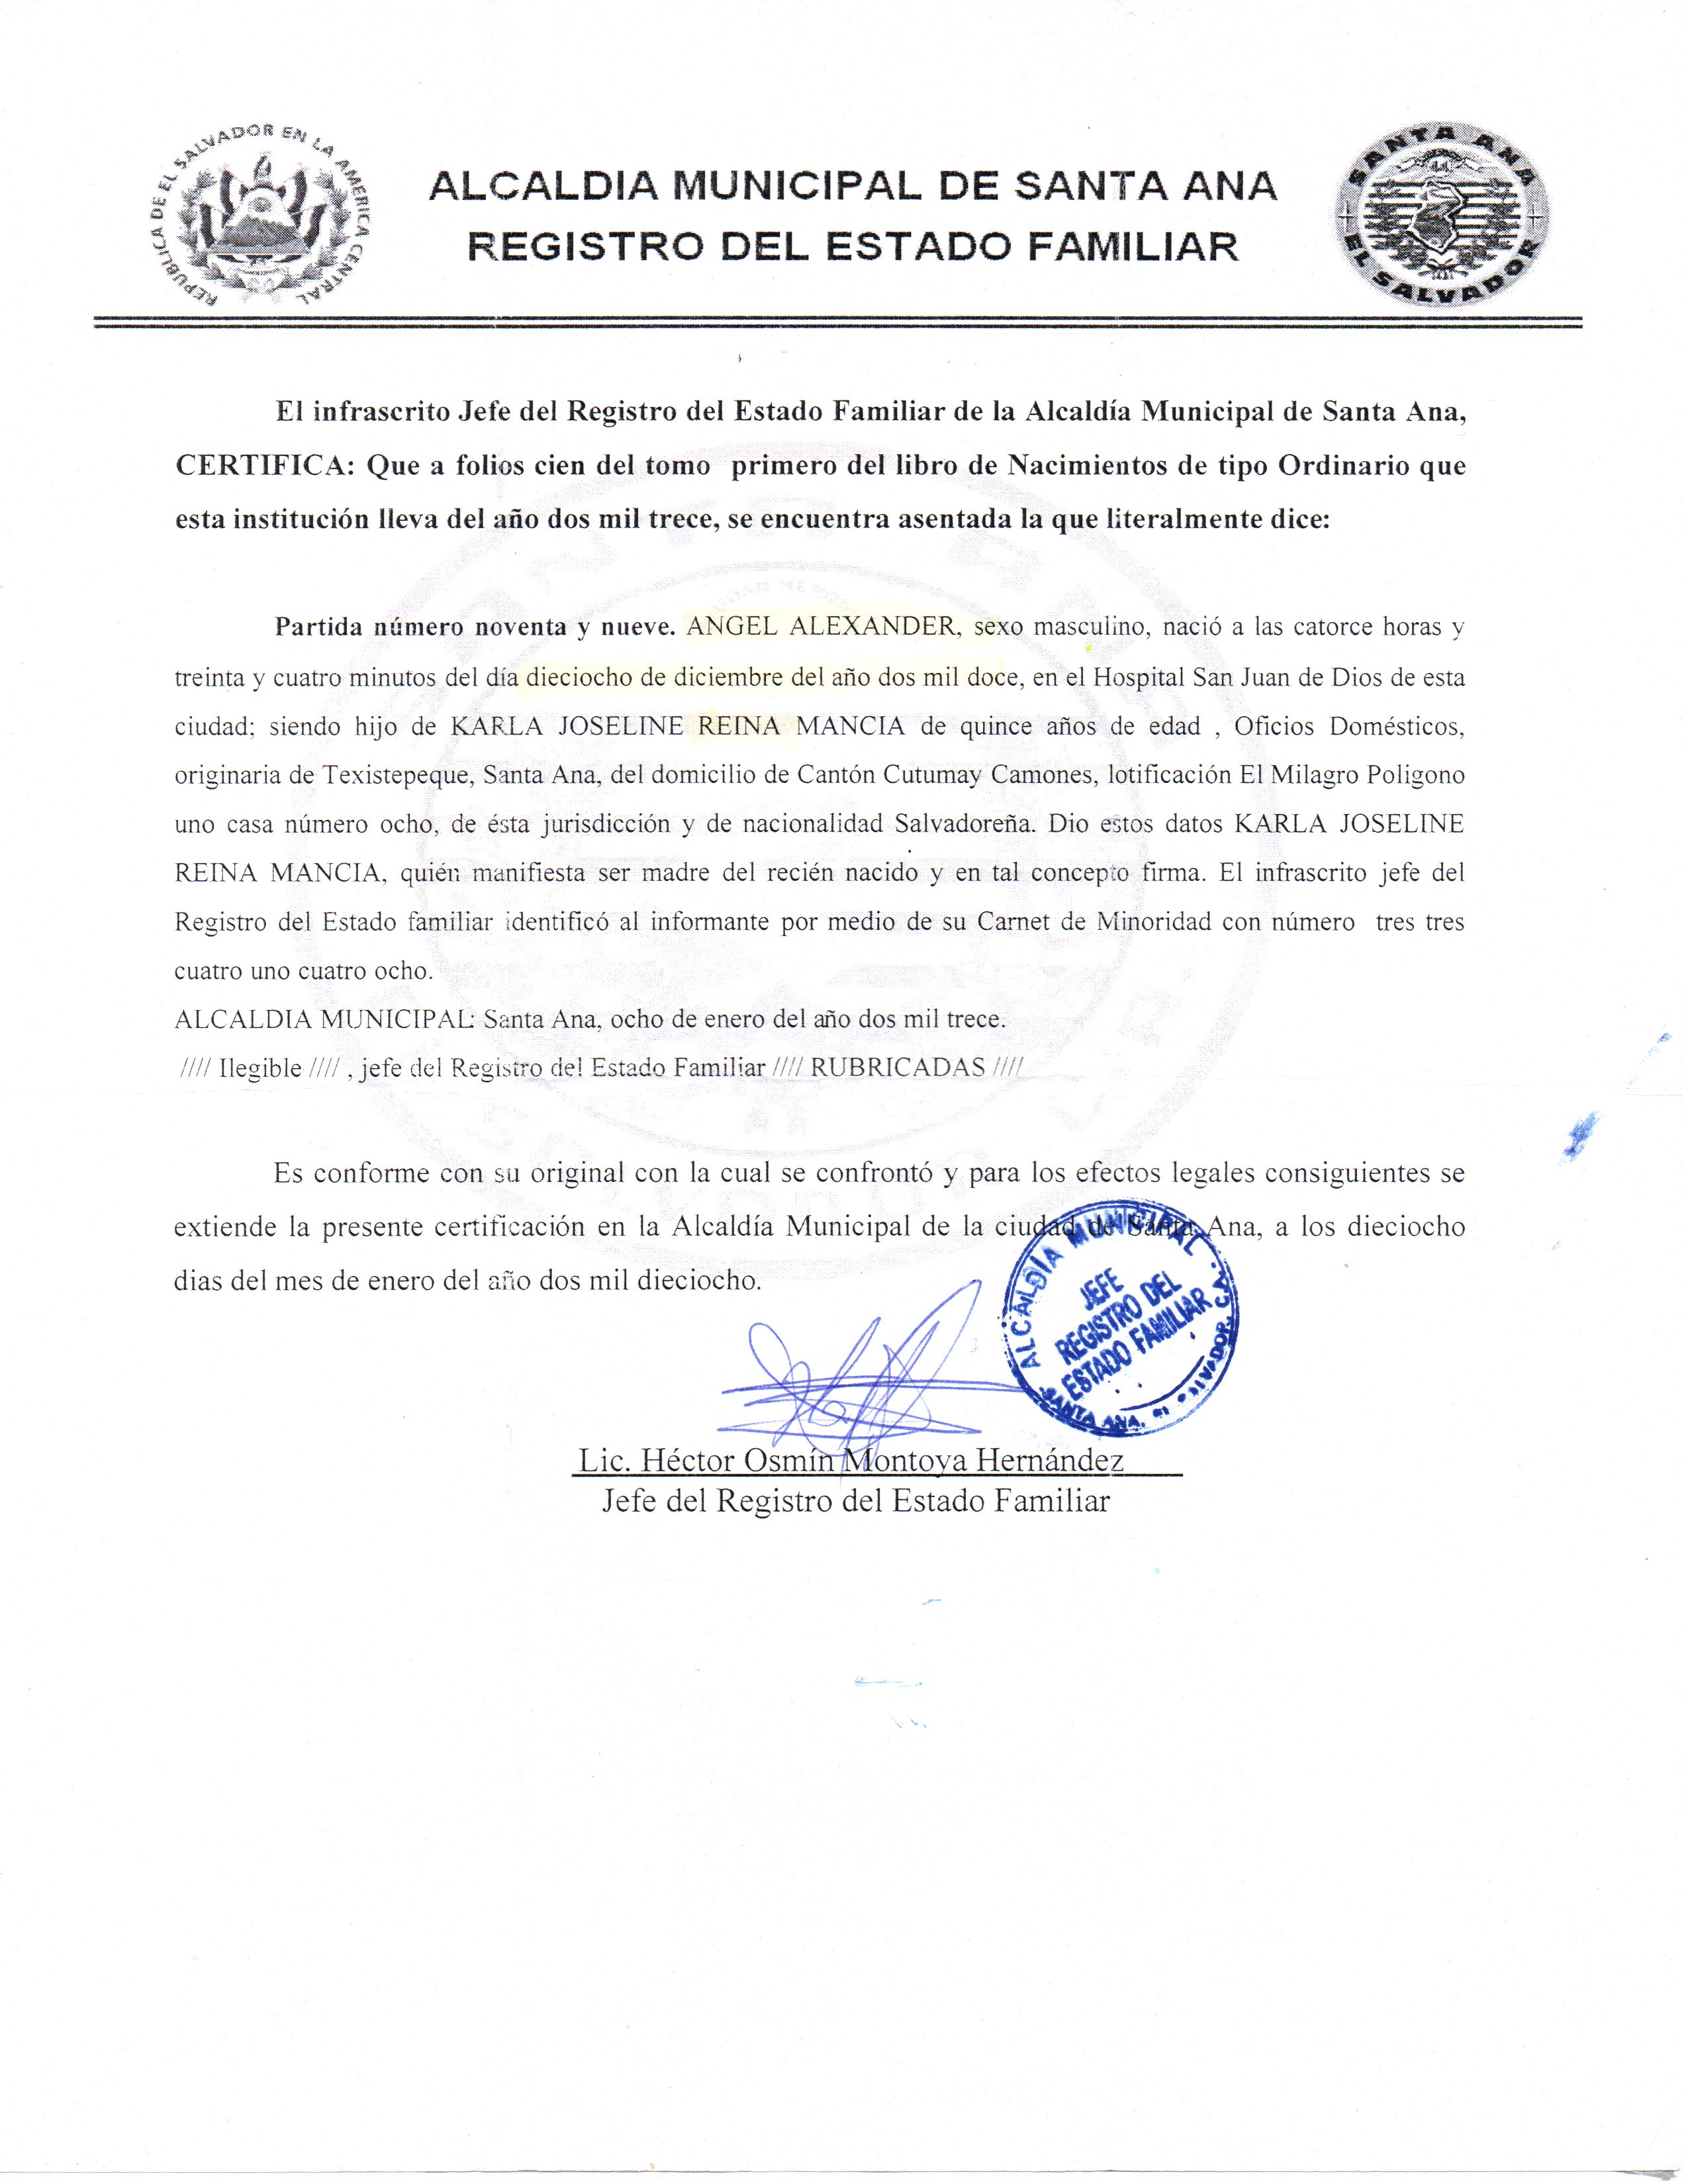 REPUBLICA DE EL SALVADOR EN LA AMERICA CENTRAL
ALCALDIA MUNICIPAL DE SANTA ANA
REGISTRO DEL ESTADO FAMILIAR
SANTA ANA
EL SALVADOR
El infrascrito Jefe del Registro del Estado Familiar de la Alcaldía Municipal de Santa Ana,
CERTIFICA: Que a folios cien del tomo primero del libro de Nacimientos de tipo Ordinario que
esta institución lleva del año dos mil trece, se encuentra asentada la que literalmente dice:
Partida número noventa y nueve. ANGEL ALEXANDER, sexo masculino, nació a las catorce horas y
treinta y cuatro minutos del día dieciocho de diciembre del año dos mil doce, en el Hospital San Juan de Dios de esta
ciudad; siendo hijo de KARLA JOSELINE REINA MANCIA de quince años de edad , Oficios Domésticos,
originaria de Texistepeque, Santa Ana, del domicilio de Cantón Cutumay Camones, lotificación El Milagro Poligono
uno casa número ocho, de ésta jurisdicción y de nacionalidad Salvadoreña. Dio estos datos KARLA JOSELINE
REINA MANCIA, quién manifiesta ser madre del recién nacido y en tal concepto firma. El infrascrito jefe del
Registro del Estado familiar identificó al informante por medio de su Carnet de Minoridad con número tres tres
cuatro uno cuatro ocho.
ALCALDIA MUNICIPAL: Santa Ana, ocho de enero del año dos mil trece.
//// Ilegible //// , jefe del Registro del Estado Familiar //// RUBRICADAS ////
Es conforme con su original con la cual se confrontó y para los efectos legales consiguientes se
extiende la presente certificación en la Alcaldía Municipal de la ciudad de Santa Ana, a los dieciocho
dias del mes de enero del año dos mil dieciocho.
ALCALDÍA MUNICIPAL
JEFE
REGISTRO DEL
ESTADO FAMILIAR
SANTA ANA, EL SALVADOR, C.A.
Lic. Héctor Osmín Montoya Hernández
Jefe del Registro del Estado Familiar